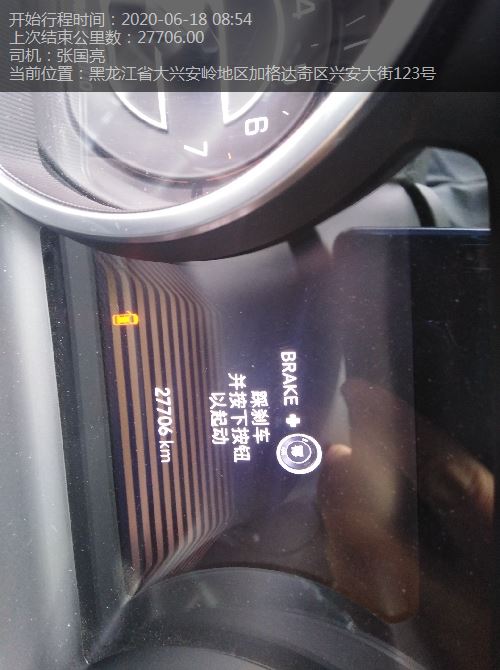 开始行程时间：2020-06-18 08:54
上次结束公里数：27706.00
司机：张国亮
当前位置：黑龙江省大兴安岭地区加格达奇区兴安大街123号
7
8
BRAKE +
踩刹车
并按下按钮
以起动
27706 km